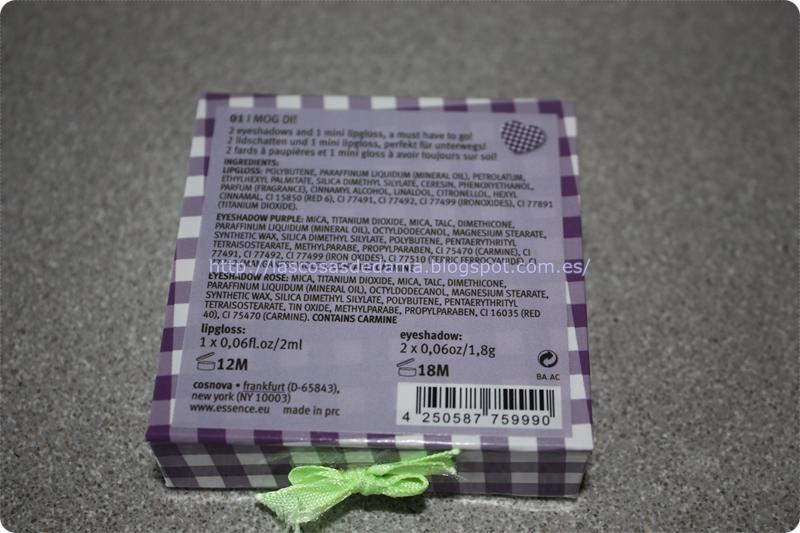 01 I MOG DI!
2 eyeshadows and 1 mini lipgloss, a must have to go!
2 lidschatten und 1 mini lipgloss, perfekt für unterwegs!
2 fards à paupières et 1 mini gloss à avoir toujours sur soi!
INGREDIENTS:
LIPGLOSS: POLYBUTENE, PARAFFINUM LIQUIDUM (MINERAL OIL), PETROLATUM,
ETHYLHEXYL PALMITATE, SILICA DIMETHYL SILYLATE, CERESIN, PHENOXYETHANOL,
PARFUM (FRAGRANCE), CINNAMYL ALCOHOL, LINALOOL, CITRONELLOL, HEXYL
CINNAMAL, CI 15850 (RED 6), CI 77491, CI 77492, CI 77499 (IRONOXIDES), CI 77891
(TITANIUM DIOXIDE).
EYESHADOW PURPLE: MICA, TITANIUM DIOXIDE, MICA, TALC, DIMETHICONE,
PARAFFINUM LIQUIDUM (MINERAL OIL), OCTYLDODECANOL, MAGNESIUM STEARATE,
SYNTHETIC WAX, SILICA DIMETHYL SILYLATE, POLYBUTENE, PENTAERYTHRITYL
TETRAISOSTEARATE, METHYLPARABE, PROPYLPARABEN, CI 75470 (CARMINE), CI
77491, CI 77492, CI 77499 (IRON OXIDES), CI 77510 (FERRIC FERROCYANIDE), CI
http://lascosasde
.blogspot.com.es/
EYESHADOW ROSE: MICA, TITANIUM DIOXIDE, MICA, TALC, DIMETHICONE,
PARAFFINUM LIQUIDUM (MINERAL OIL), OCTYLDODECANOL, MAGNESIUM STEARATE,
SYNTHETIC WAX, SILICA DIMETHYL SILYLATE, POLYBUTENE, PENTAERYTHRITYL
TETRAISOSTEARATE, TIN OXIDE, METHYLPARABE, PROPYLPARABEN, CI 16035 (RED
40), CI 75470 (CARMINE). CONTAINS CARMINE
lipgloss:
1 x 0,06fl.oz/2ml
12M
eyeshadow:
2 x 0,06oz/1,8g
18M
BA.AC
cosnova • frankfurt (D-65843),
new york (NY 10003)
www.essence.eu made in prc
4 250587 759990